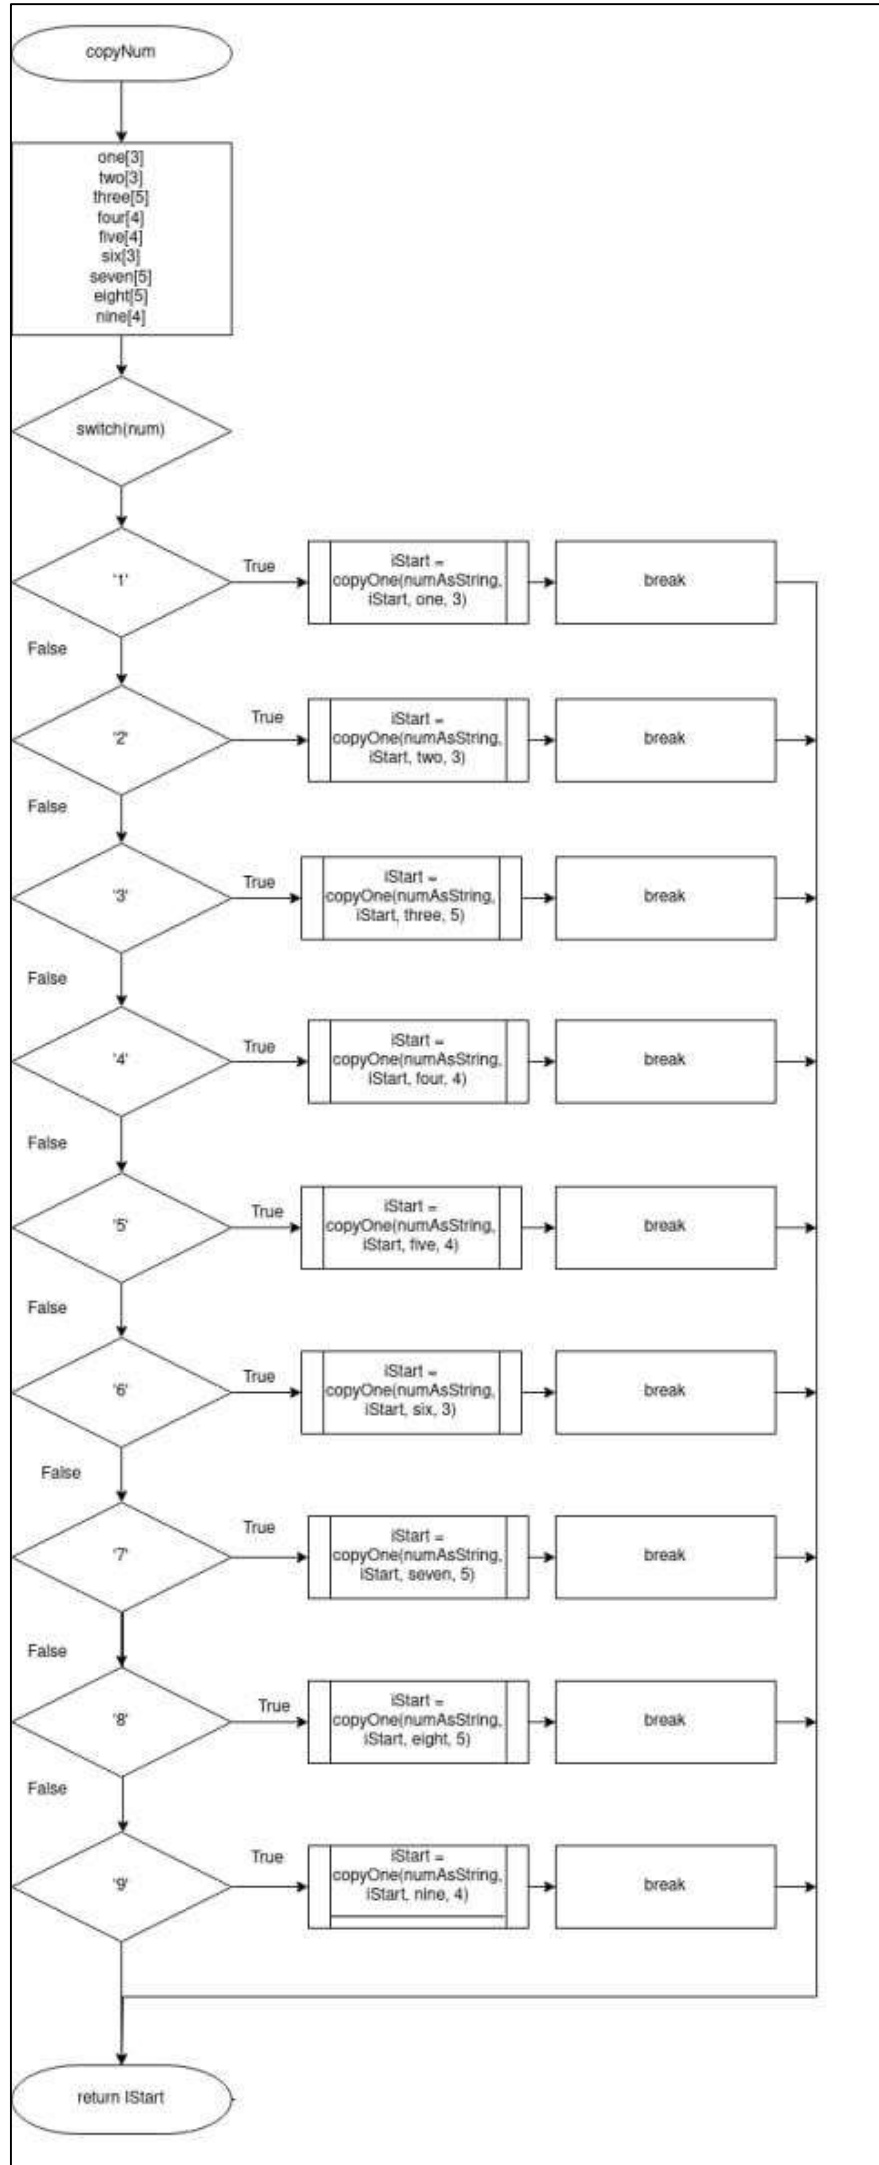 copyNum
one[3]
two[3]
three[5]
four[4]
five[4]
six[3]
seven[5]
eight[5]
nine[4]
switch(num)
'1'
True
iStart =
copyOne(numAsString,
iStart, one, 3)
break
False
'2'
True
iStart =
copyOne(numAsString,
iStart, two, 3)
break
False
'3'
True
iStart =
copyOne(numAsString,
iStart, three, 5)
break
False
'4'
True
iStart =
copyOne(numAsString,
iStart, four, 4)
break
False
'5'
True
iStart =
copyOne(numAsString,
iStart, five, 4)
break
False
'6'
True
iStart =
copyOne(numAsString,
iStart, six, 3)
break
False
'7'
True
iStart =
copyOne(numAsString,
iStart, seven, 5)
break
False
'8'
True
iStart =
copyOne(numAsString,
iStart, eight, 5)
break
False
'9'
True
iStart =
copyOne(numAsString,
iStart, nine, 4)
break
return IStart